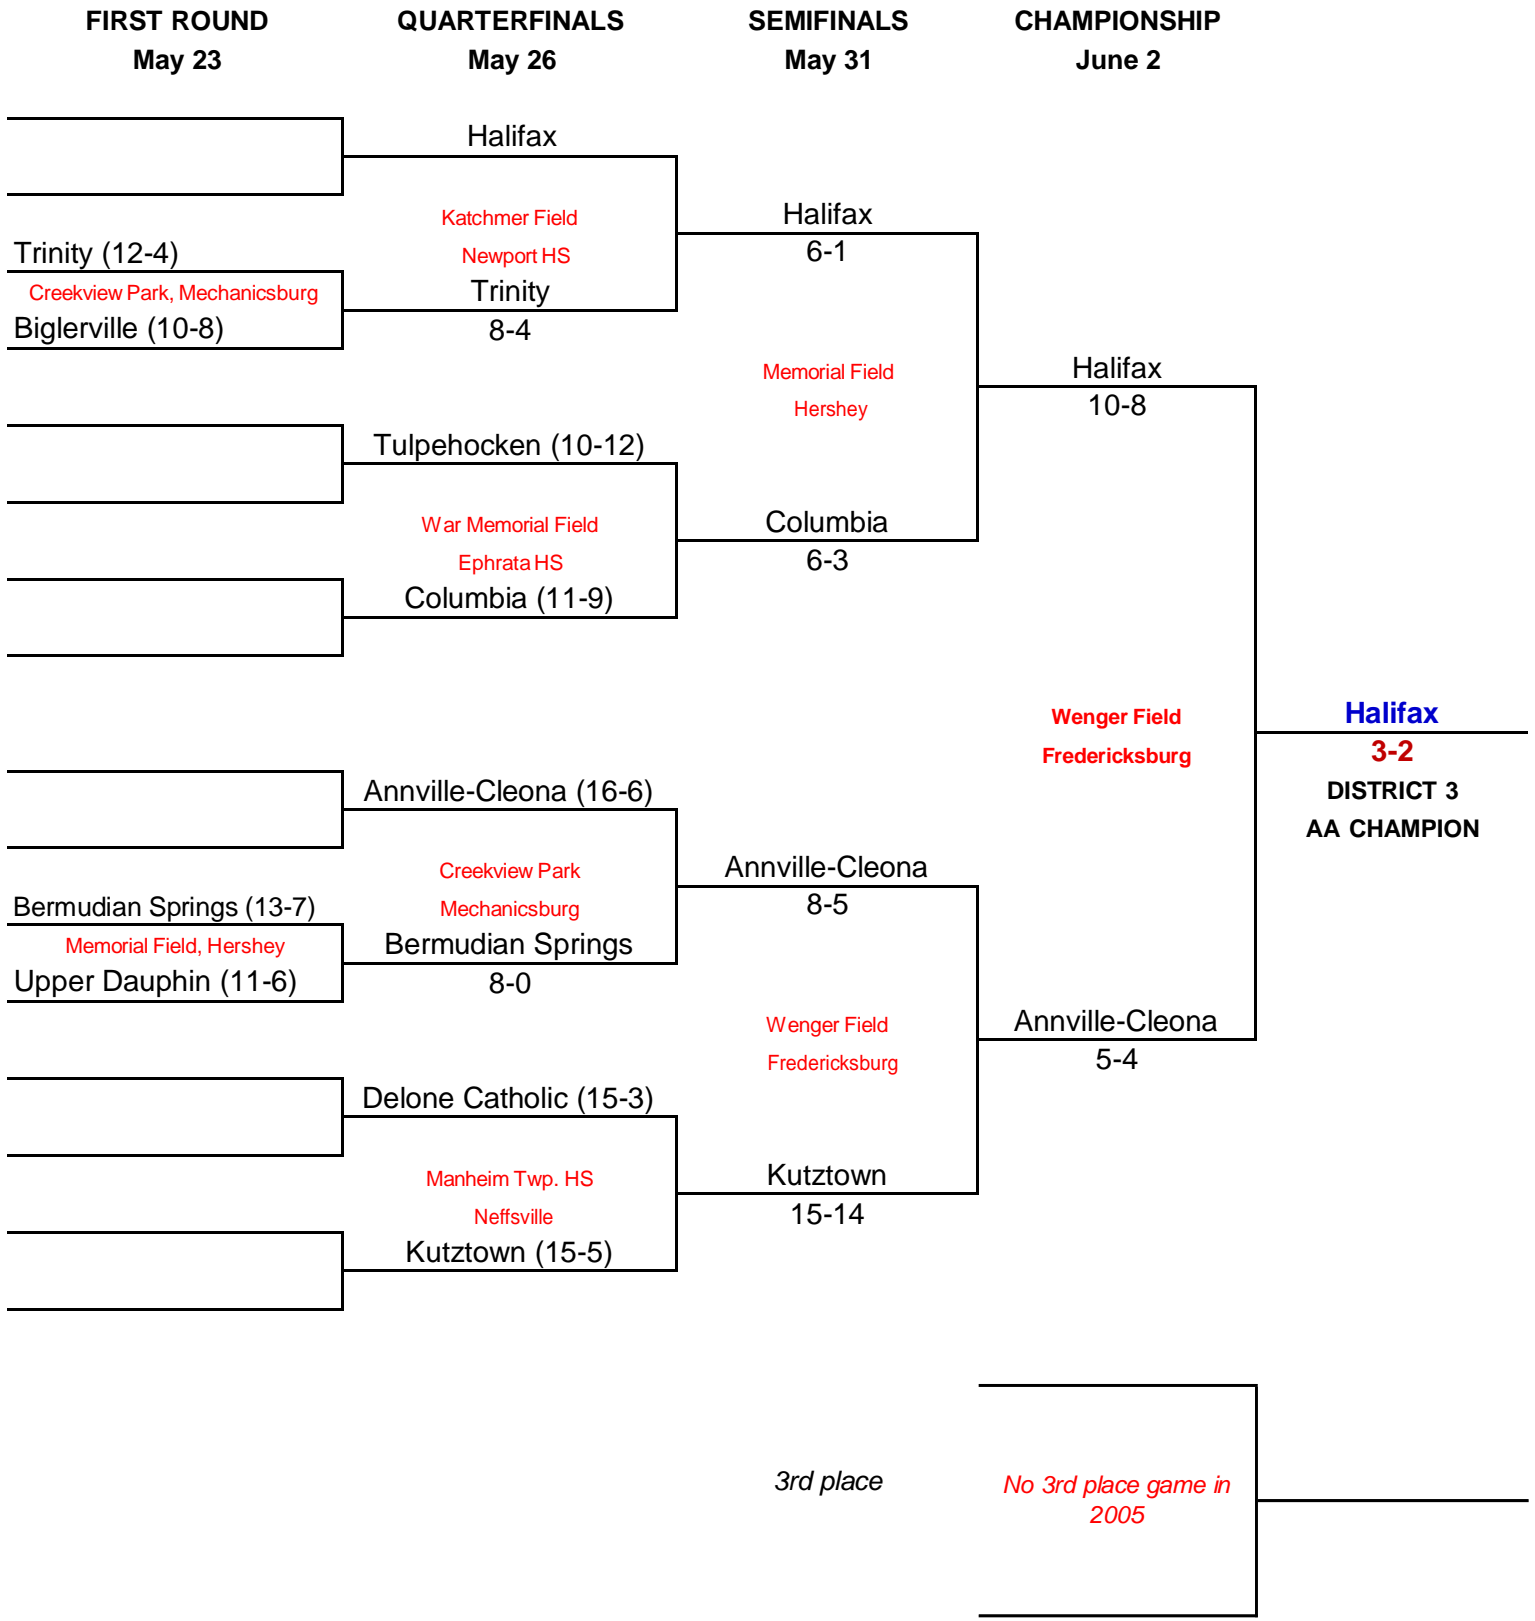 FIRST ROUND
May 23
QUARTERFINALS
May 26
SEMIFINALS
May 31
CHAMPIONSHIP
June 2
Trinity (12-4)
Creekview Park, Mechanicsburg
Biglerville (10-8)
Bermudian Springs (13-7)
Memorial Field, Hershey
Upper Dauphin (11-6)
Halifax
Katchmer Field
Newport HS
Trinity
8-4
Tulpehocken (10-12)
War Memorial Field
Ephrata HS
Columbia (11-9)
Annville-Cleona (16-6)
Creekview Park
Mechanicsburg
Bermudian Springs
8-0
Delone Catholic (15-3)
Manheim Twp. HS
Neffsville
Kutztown (15-5)
Halifax
6-1
Memorial Field
Hershey
Columbia
6-3
Annville-Cleona
8-5
Wenger Field
Fredericksburg
Kutztown
15-14
Halifax
10-8
Wenger Field
Fredericksburg
Annville-Cleona
5-4
Halifax
3-2
DISTRICT 3
AA CHAMPION
3rd place
No 3rd place game in
2005